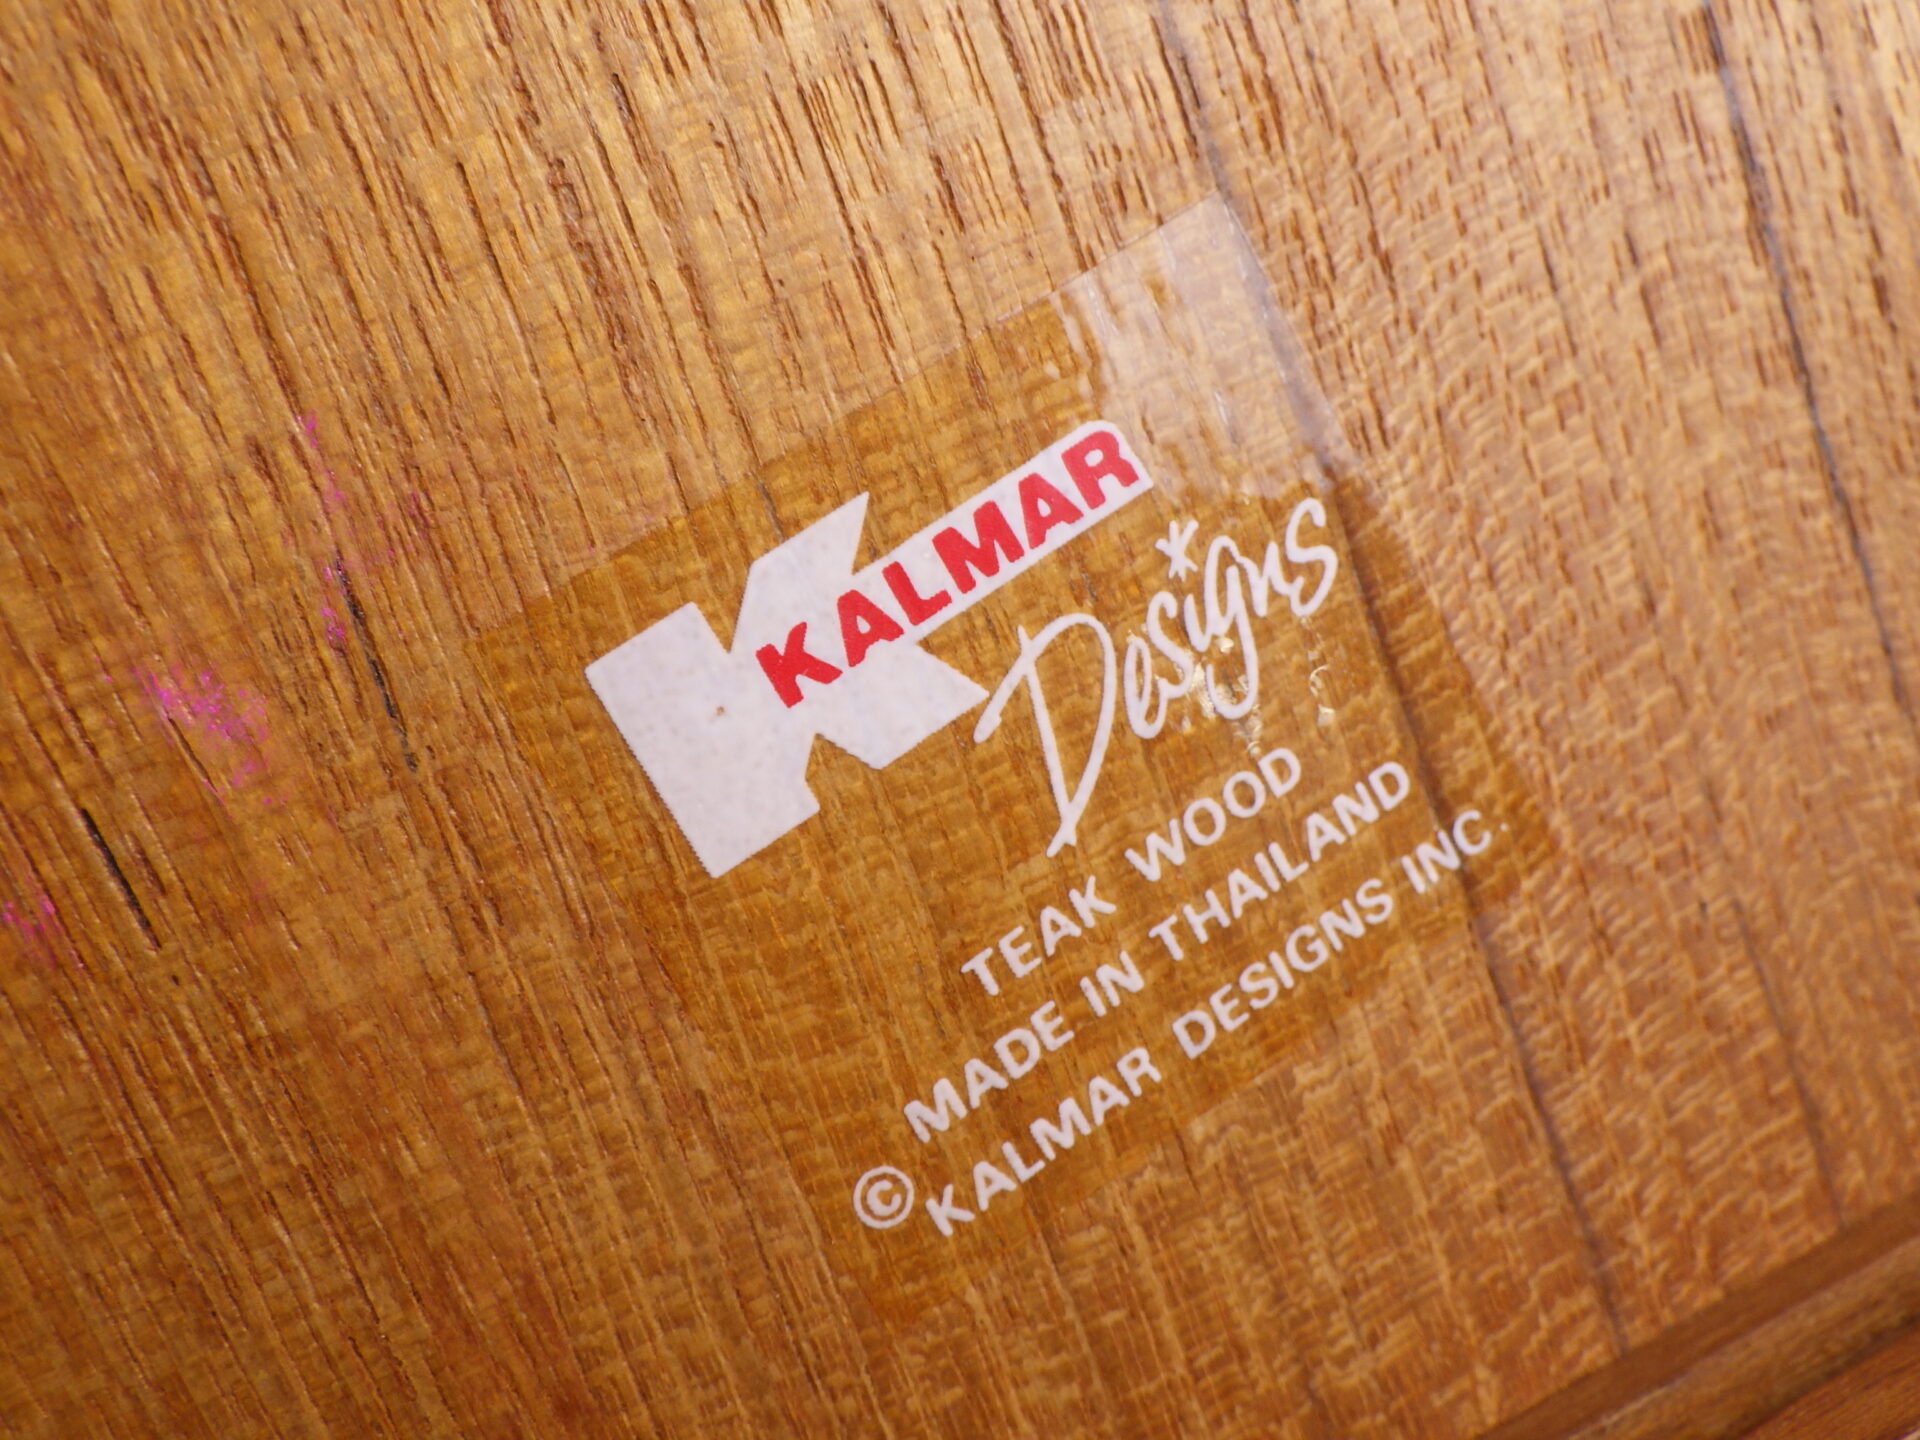 KALMAR
Designs
TEAK WOOD
MADE IN THAILAND
© KALMAR DESIGNS INC.